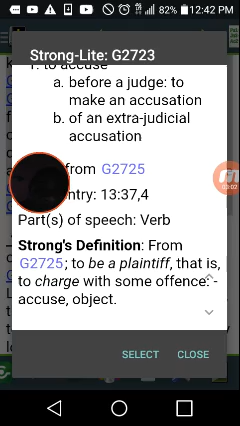 82% 12:42 PM
Strong-Lite: G2723
1. to accuse
a. before a judge: to
make an accusation
b. of an extra-judicial
accusation
from G2725
ntry: 13:37,4
Part(s) of speech: Verb
Strong's Definition: From
G2725; to be a plaintiff, that is,
to charge with some offence: -
accuse, object.
SELECT CLOSE